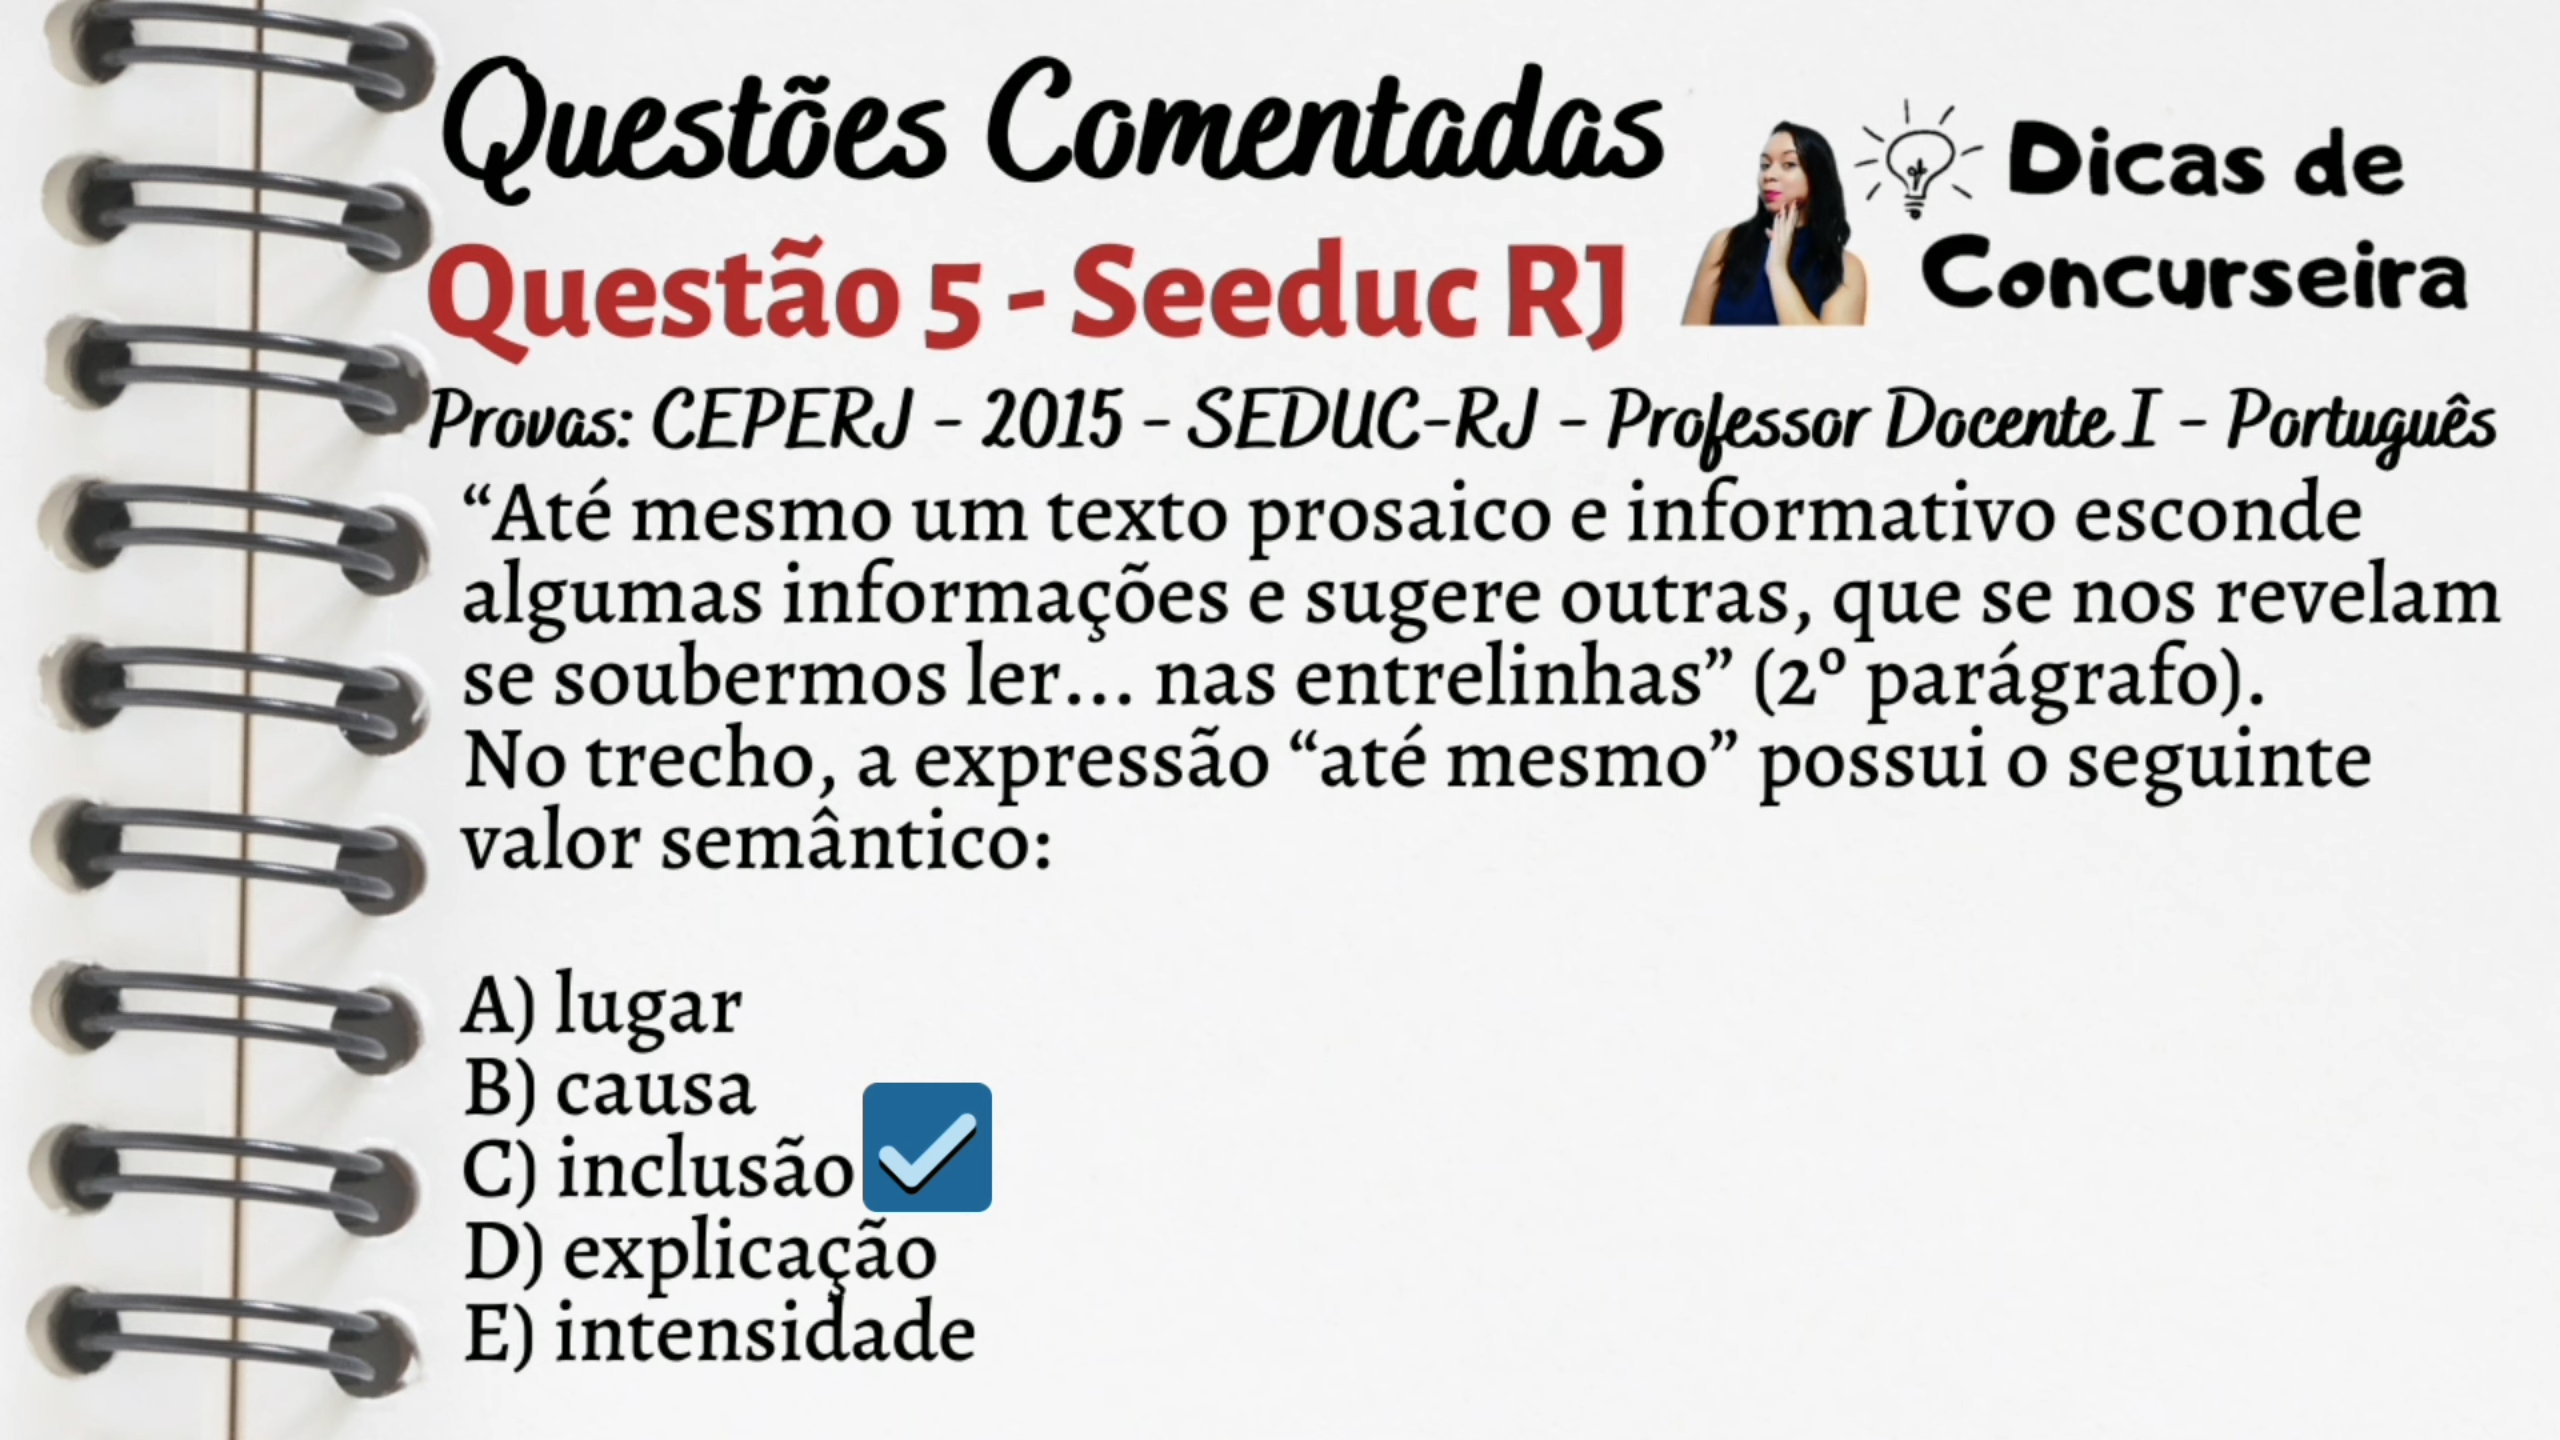 Questões Comentadas
Dicas de
Concurseira
Questão 5 - Seeduc RJ
Provas: CEPERJ - 2015 - SEDUC-RJ - Professor Docente I - Português
“Até mesmo um texto prosaico e informativo esconde
algumas informações e sugere outras, que se nos revelam
se soubermos ler... nas entrelinhas” (2º parágrafo).
No trecho, a expressão “até mesmo” possui o seguinte
valor semântico:
A) lugar
B) causa
C) inclusão
D) explicação
E) intensidade